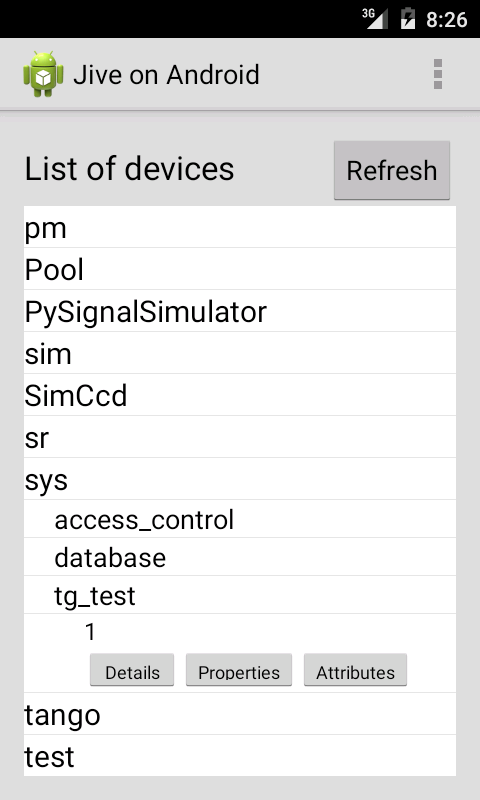 3G 8:26
Jive on Android
List of devices Refresh
pm
Pool
PySignalSimulator
sim
SimCcd
sr
sys
access_control
database
tg_test
1
Details Properties Attributes
tango
test